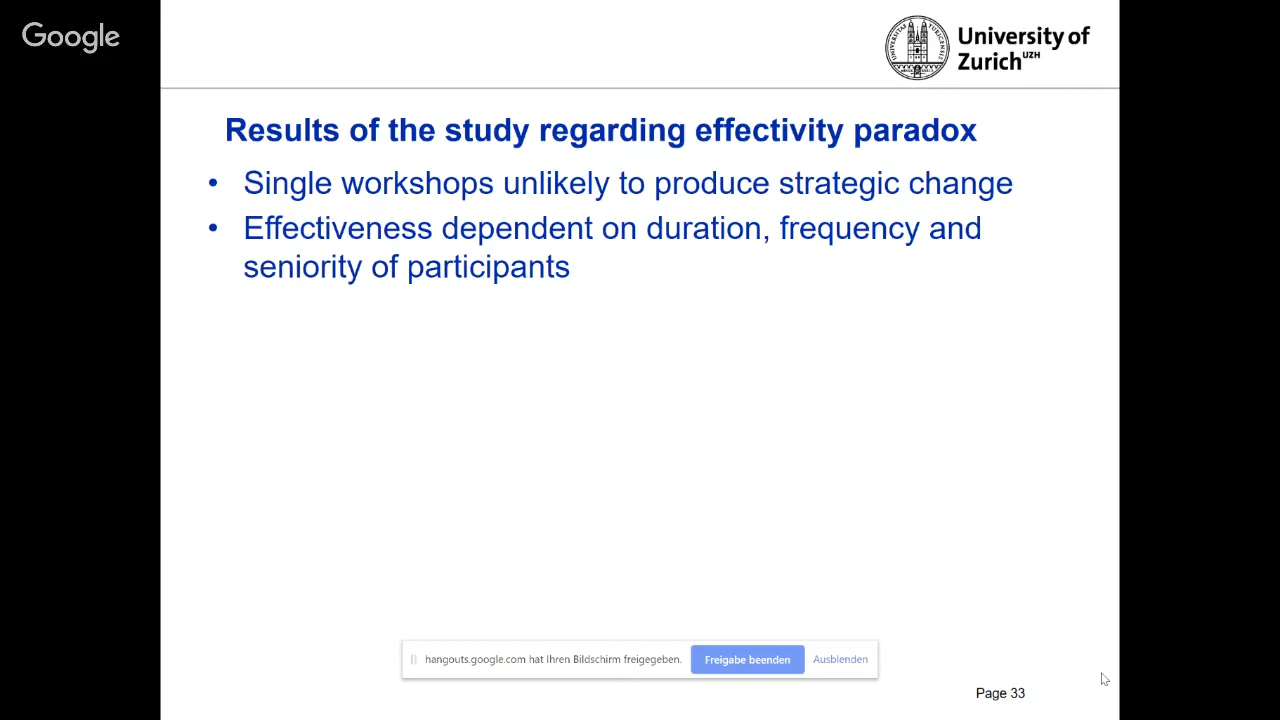 Google
University of
Zurich UZH
Results of the study regarding effectivity paradox
• Single workshops unlikely to produce strategic change
• Effectiveness dependent on duration, frequency and
seniority of participants
hangouts.google.com hat Ihren Bildschirm freigegeben. Freigabe beenden Ausblenden
Page 33